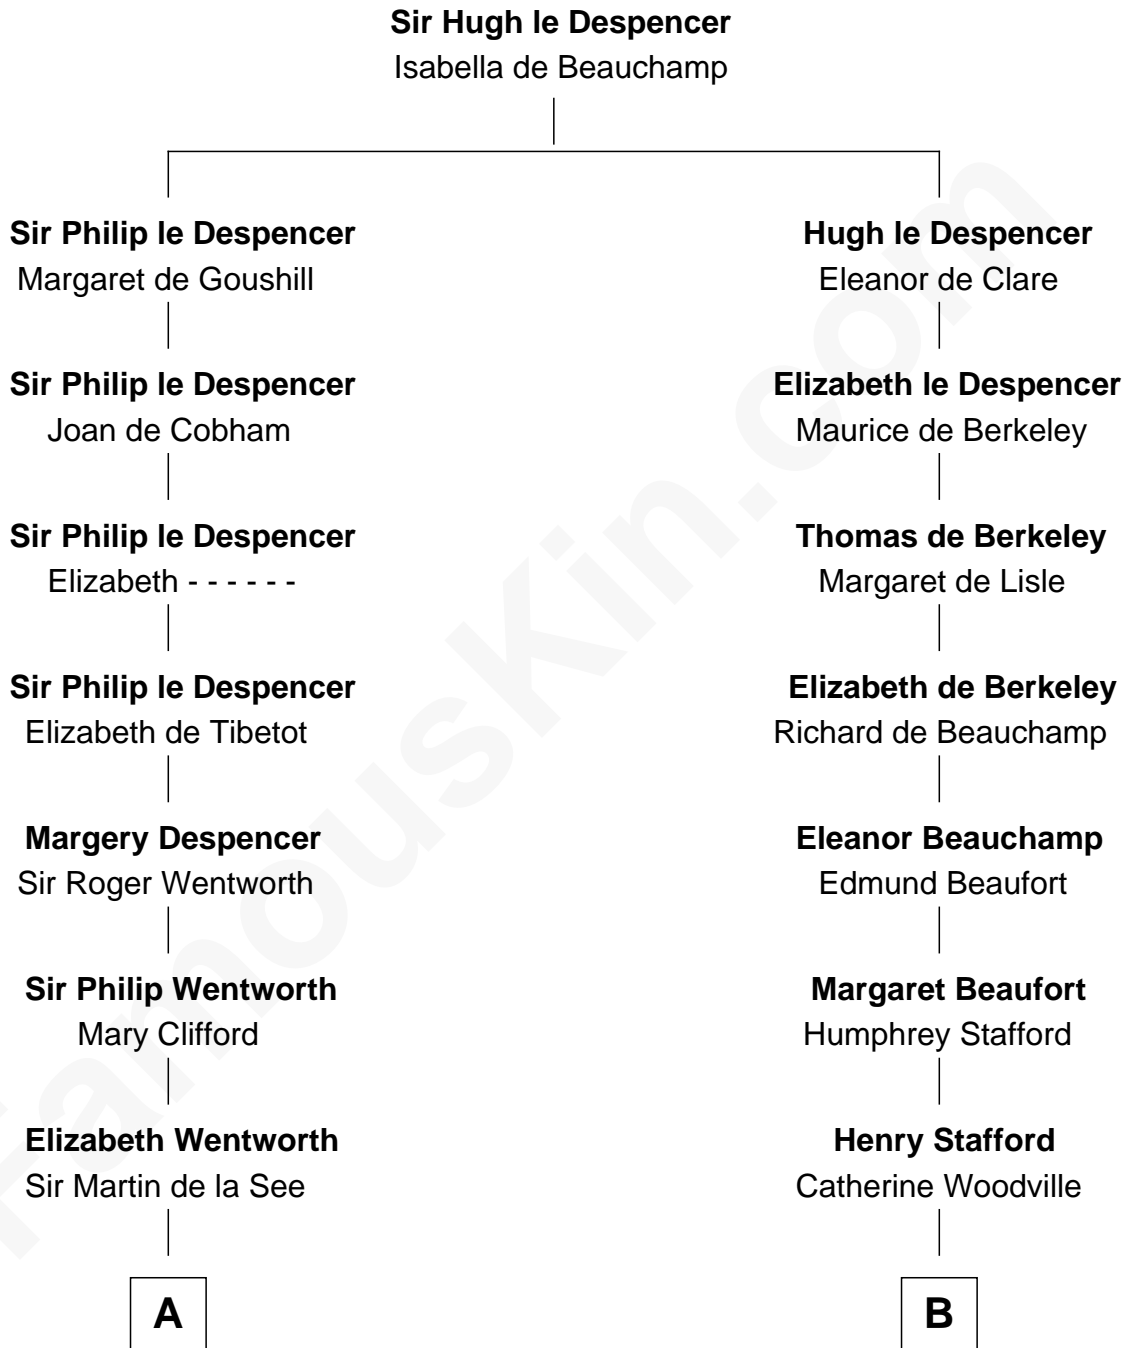 Sir Hugh le Despencer
Isabella de Beauchamp
Sir Philip le Despencer
Margaret de Goushill
Sir Philip le Despencer
Joan de Cobham
Sir Philip le Despencer
Elizabeth - - - - - -
Sir Philip le Despencer
Elizabeth de Tibetot
Margery Despencer
Sir Roger Wentworth
Sir Philip Wentworth
Mary Clifford
Elizabeth Wentworth
Sir Martin de la See
A
Hugh le Despencer
Eleanor de Clare
Elizabeth le Despencer
Maurice de Berkeley
Thomas de Berkeley
Margaret de Lisle
Elizabeth de Berkeley
Richard de Beauchamp
Eleanor Beauchamp
Edmund Beaufort
Margaret Beaufort
Humphrey Stafford
Henry Stafford
Catherine Woodville
B
FamousKin.com